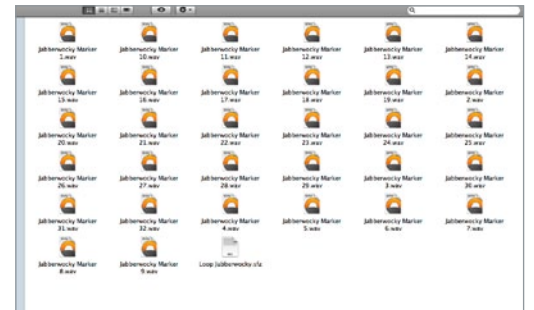 Jabberwocky Marker 1.wav
Jabberwocky Marker 10.wav
Jabberwocky Marker 11.wav
Jabberwocky Marker 12.wav
Jabberwocky Marker 13.wav
Jabberwocky Marker 14.wav
Jabberwocky Marker 15.wav
Jabberwocky Marker 16.wav
Jabberwocky Marker 17.wav
Jabberwocky Marker 18.wav
Jabberwocky Marker 19.wav
Jabberwocky Marker 2.wav
Jabberwocky Marker 20.wav
Jabberwocky Marker 21.wav
Jabberwocky Marker 22.wav
Jabberwocky Marker 23.wav
Jabberwocky Marker 24.wav
Jabberwocky Marker 25.wav
Jabberwocky Marker 26.wav
Jabberwocky Marker 27.wav
Jabberwocky Marker 28.wav
Jabberwocky Marker 29.wav
Jabberwocky Marker 3.wav
Jabberwocky Marker 30.wav
Jabberwocky Marker 31.wav
Jabberwocky Marker 32.wav
Jabberwocky Marker 4.wav
Jabberwocky Marker 5.wav
Jabberwocky Marker 6.wav
Jabberwocky Marker 7.wav
Jabberwocky Marker 8.wav
Jabberwocky Marker 9.wav
Loop Jabberwocky.sfz